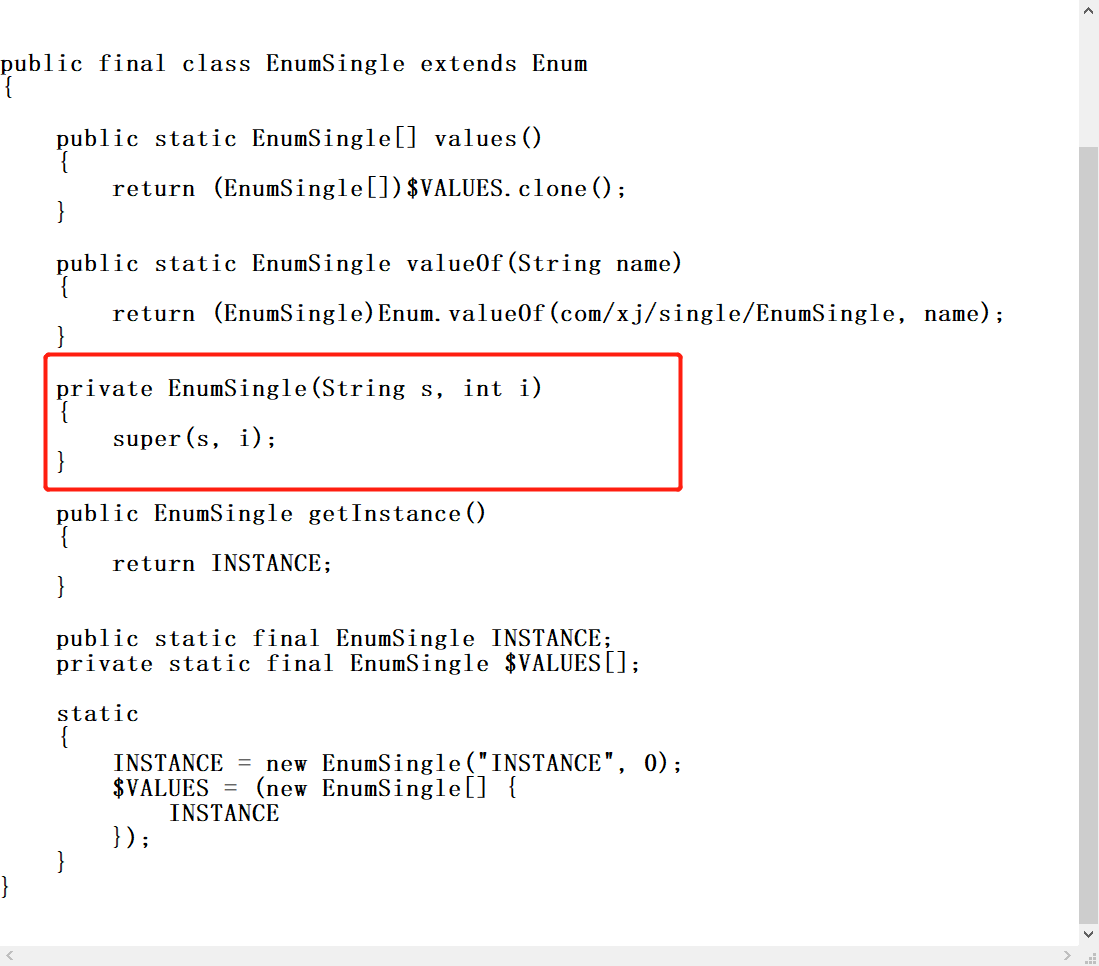 public final class EnumSingle extends Enum
{
public static EnumSingle[] values()
{
return (EnumSingle[])$VALUES.clone();
}
public static EnumSingle valueOf(String name)
{
return (EnumSingle)Enum.valueOf(com/xj/single/EnumSingle, name);
}
private EnumSingle(String s, int i)
{
super(s, i);
}
public EnumSingle getInstance()
{
return INSTANCE;
}
public static final EnumSingle INSTANCE;
private static final EnumSingle $VALUES[];
static
{
INSTANCE = new EnumSingle("INSTANCE", 0);
$VALUES = (new EnumSingle[] {
INSTANCE
});
}
}